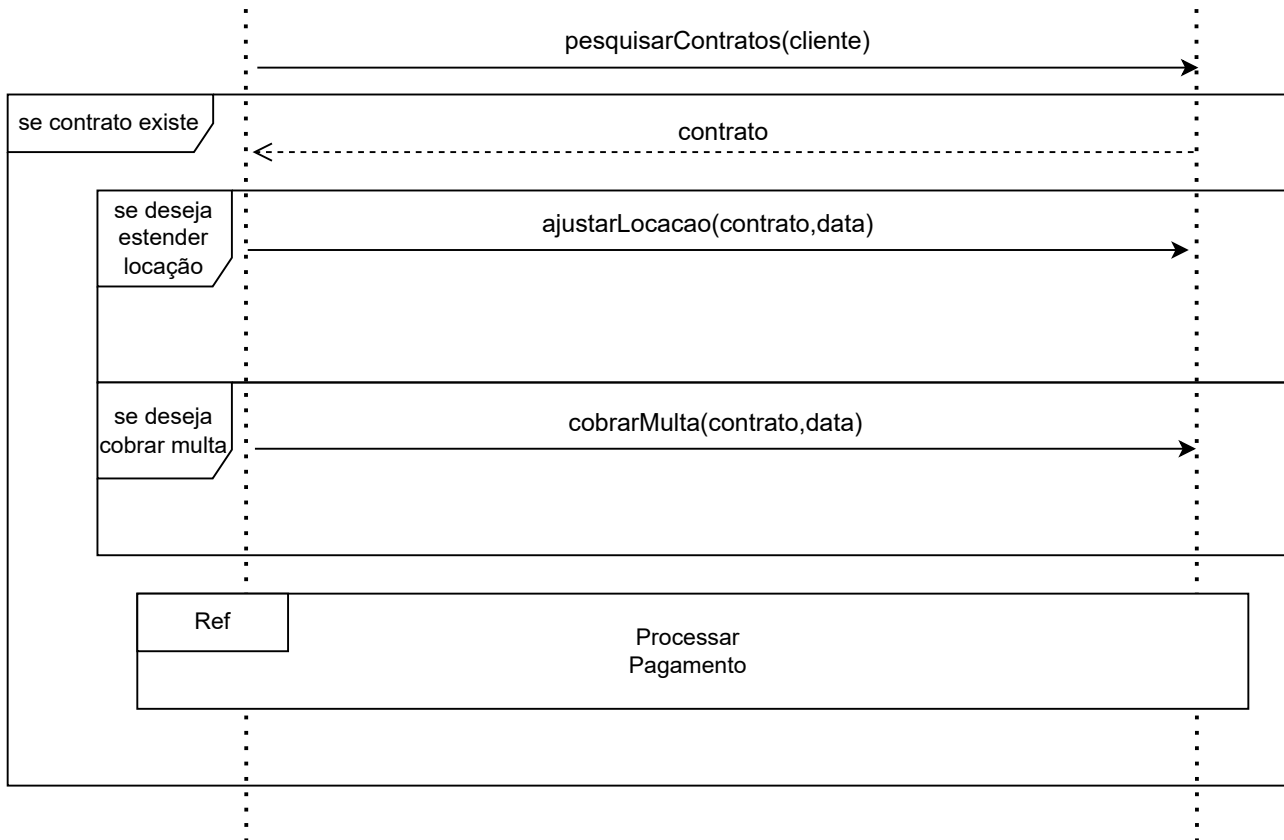 pesquisarContratos(cliente)
se contrato existe
contrato
se deseja
estender
locação
ajustarLocacao(contrato,data)
se deseja
cobrar multa
cobrarMulta(contrato,data)
Ref
Processar
Pagamento